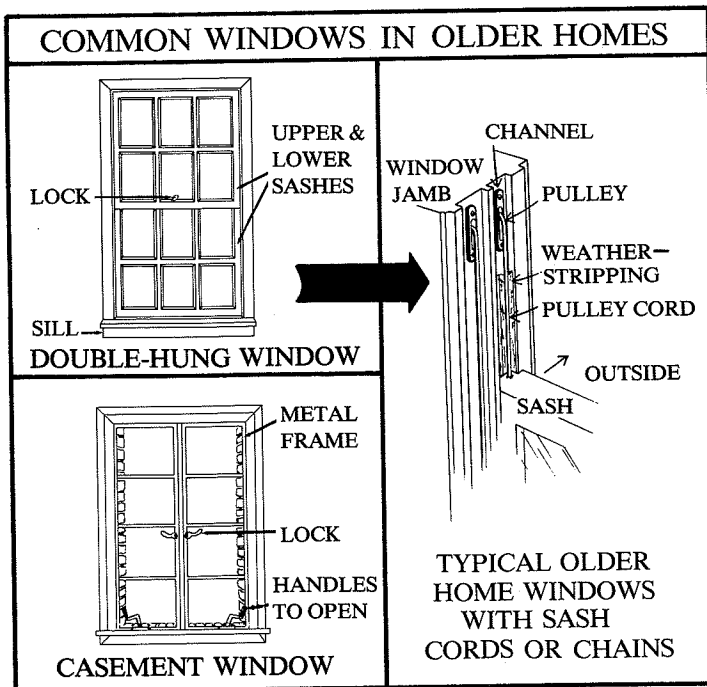 COMMON WINDOWS IN OLDER HOMES
UPPER &
LOWER
SASHES
LOCK
SILL
DOUBLE-HUNG WINDOW
METAL
FRAME
LOCK
HANDLES
TO OPEN
CASEMENT WINDOW
CHANNEL
WINDOW
JAMB
PULLEY
WEATHER-
STRIPPING
PULLEY CORD
OUTSIDE
SASH
TYPICAL OLDER
HOME WINDOWS
WITH SASH
CORDS OR CHAINS